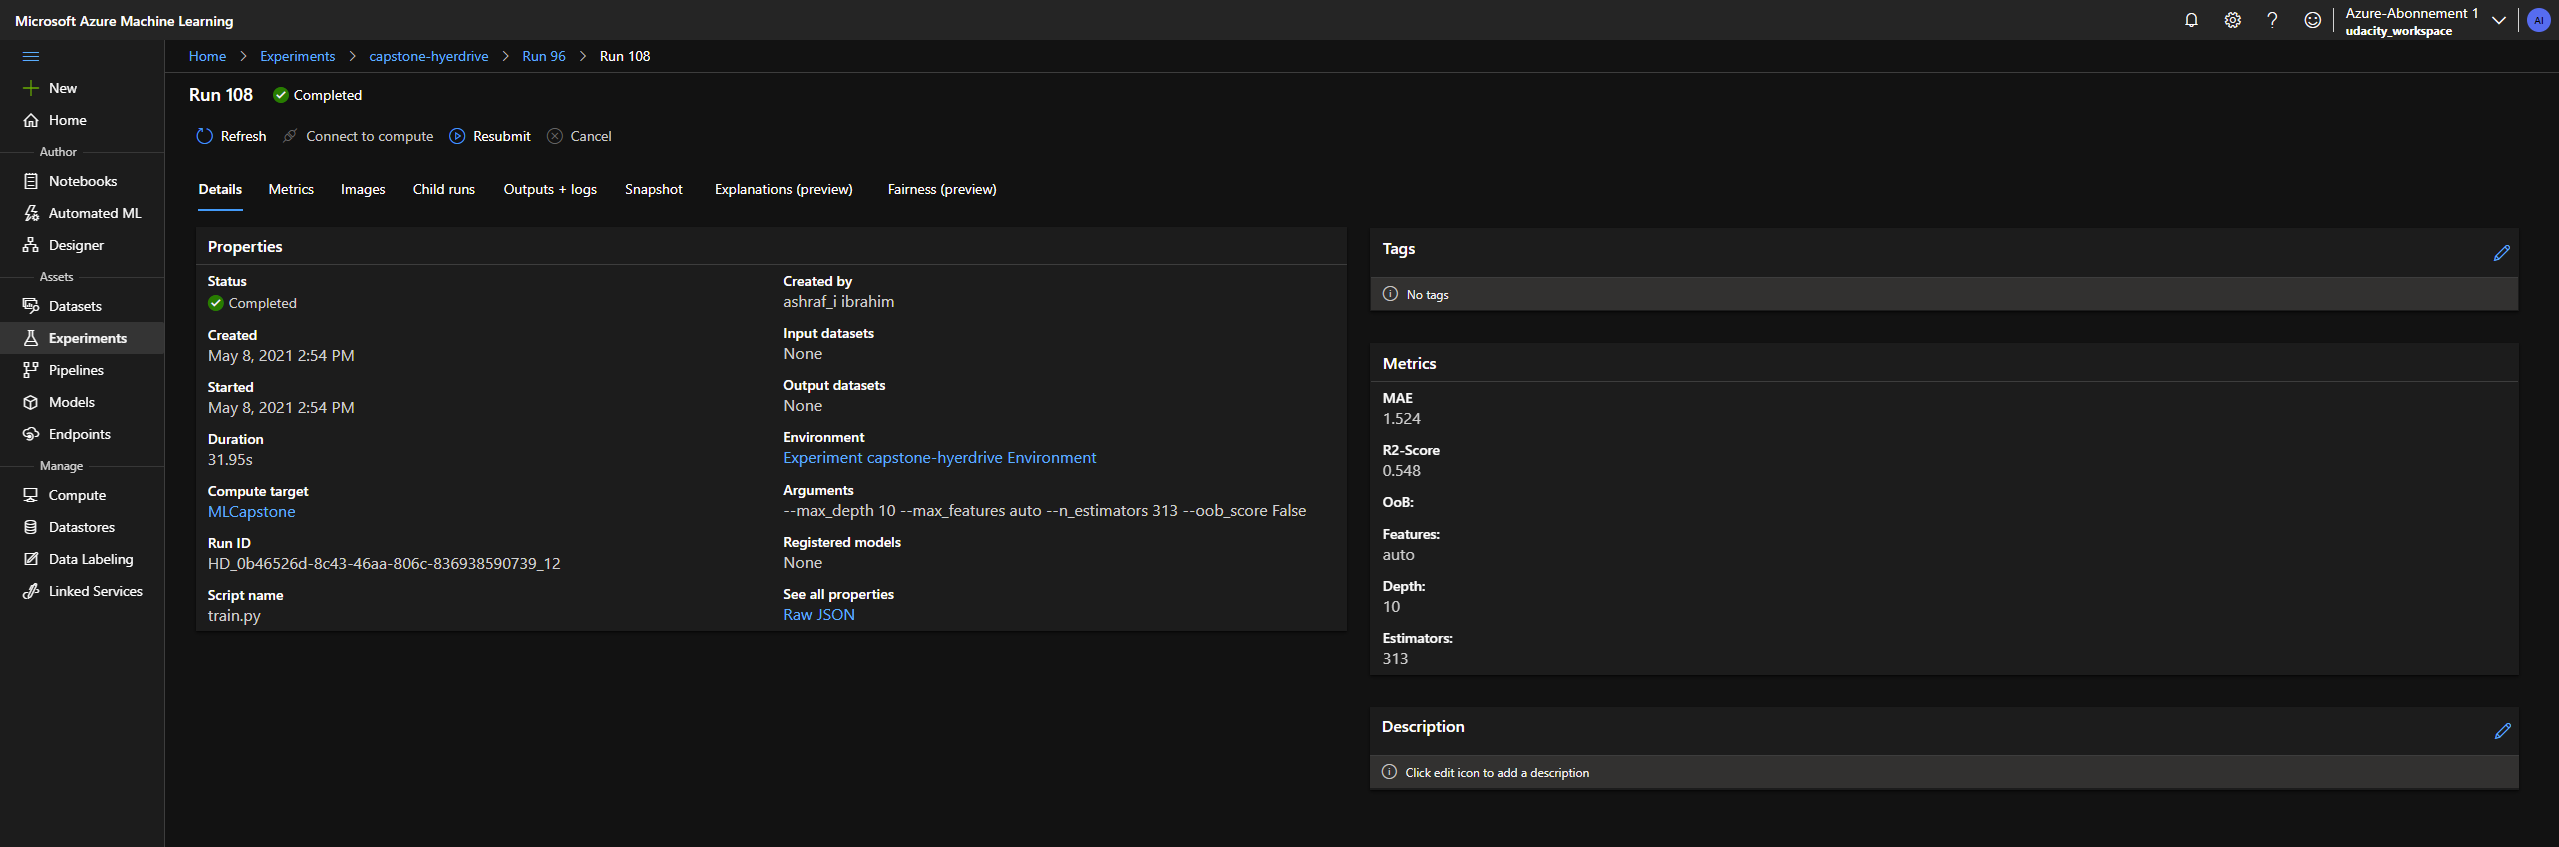 Microsoft Azure Machine Learning
Azure-Abonnement 1
udacity_workspace
AI
New
Home
Author
Notebooks
Automated ML
Designer
Assets
Datasets
Experiments
Pipelines
Models
Endpoints
Manage
Compute
Datastores
Data Labeling
Linked Services
Home > Experiments > capstone-hyerdrive > Run 96 > Run 108
Run 108 Completed
Refresh Connect to compute Resubmit Cancel
Details Metrics Images Child runs Outputs + logs Snapshot Explanations (preview) Fairness (preview)
Properties
Status
Completed
Created
May 8, 2021 2:54 PM
Started
May 8, 2021 2:54 PM
Duration
31.95s
Compute target
MLCapstone
Run ID
HD_0b46526d-8c43-46aa-806c-836938590739_12
Script name
train.py
Created by
ashraf_i ibrahim
Input datasets
None
Output datasets
None
Environment
Experiment capstone-hyerdrive Environment
Arguments
--max_depth 10 --max_features auto --n_estimators 313 --oob_score False
Registered models
None
See all properties
Raw JSON
Tags
No tags
Metrics
MAE
1.524
R2-Score
0.548
OoB:
Features:
auto
Depth:
10
Estimators:
313
Description
Click edit icon to add a description